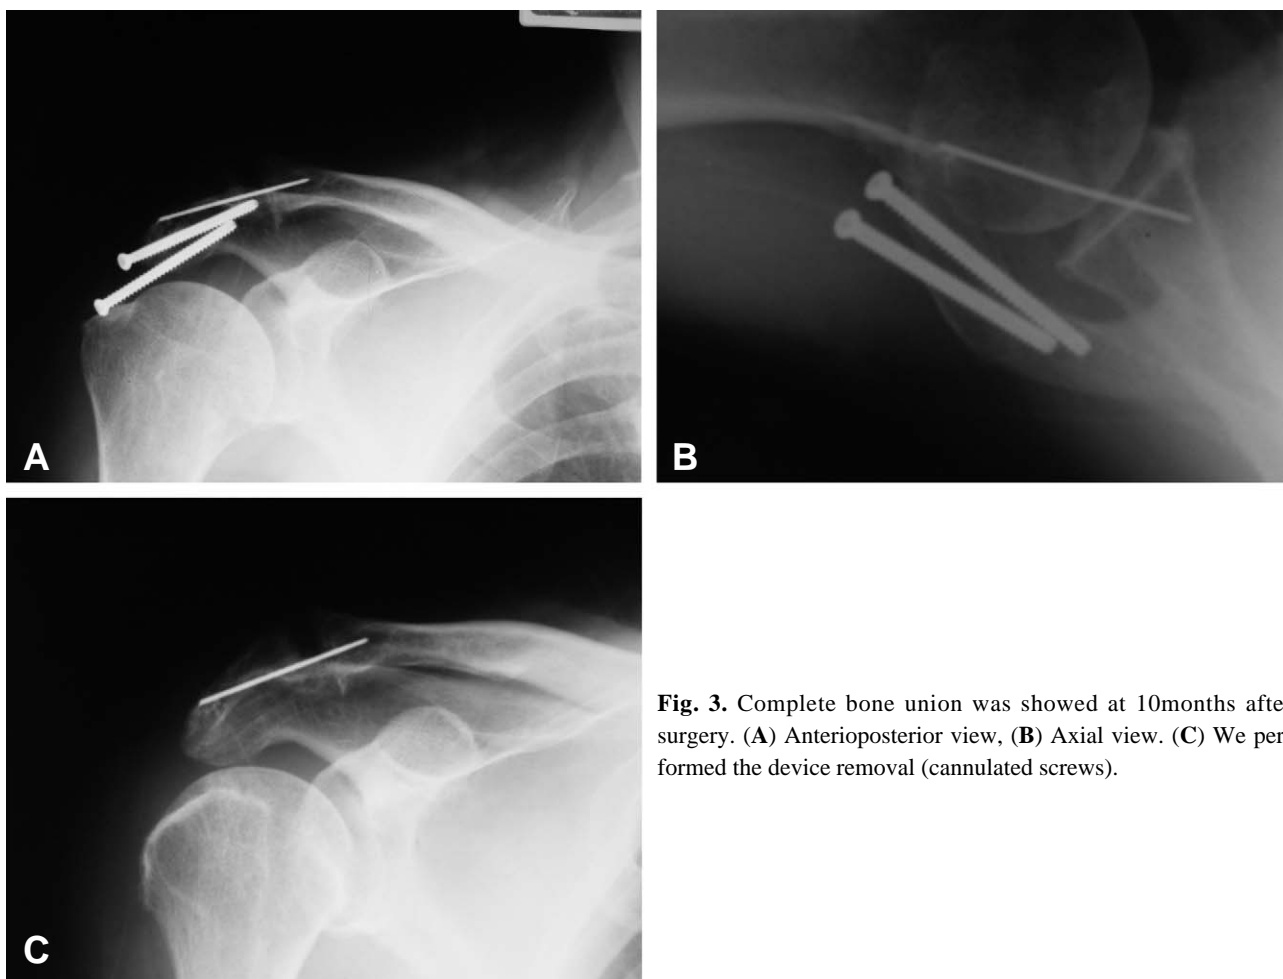 A
B
C
Fig. 3. Complete bone union was showed at 10months afte
surgery. (A) Anterioposterior view, (B) Axial view. (C) We per
formed the device removal (cannulated screws).